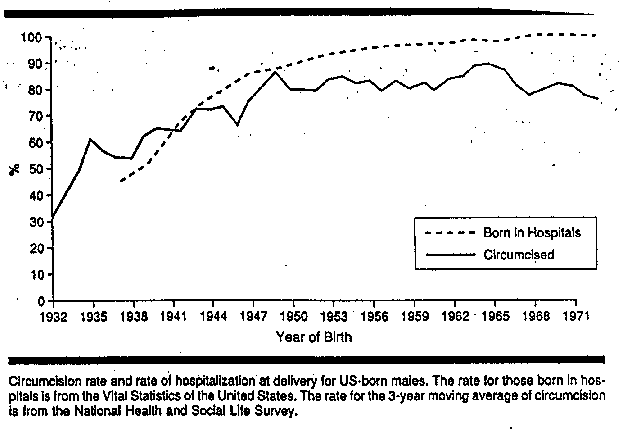 100
90
80
70
60
50
40
30
20
10
0
%
Born in Hospitals
Circumcised
1932 1935 1938 1941 1944 1947 1950 1953 1956 1959 1962 1965 1968 1971
Year of Birth
Circumcision rate and rate of hospitalization at delivery for US-born males. The rate for those born in hos-
pitals is from the Vital Statistics of the United States. The rate for the 3-year moving average of circumcision
is from the National Health and Social Life Survey.